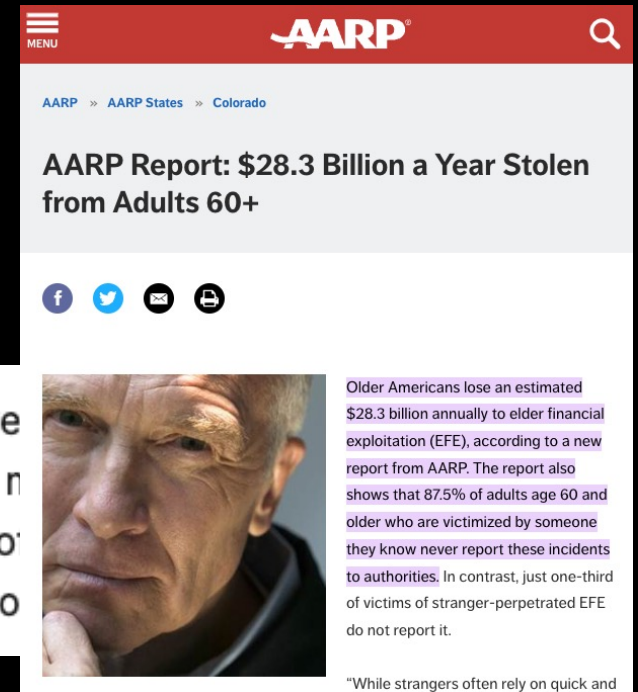 MENU
AARP®
AARP » AARP States » Colorado
AARP Report: $28.3 Billion a Year Stolen
from Adults 60+
f
Older Americans lose an estimated
$28.3 billion annually to elder financial
exploitation (EFE), according to a new
report from AARP. The report also
shows that 87.5% of adults age 60 and
older who are victimized by someone
they know never report these incidents
to authorities. In contrast, just one-third
of victims of stranger-perpetrated EFE
do not report it.
"While strangers often rely on quick and